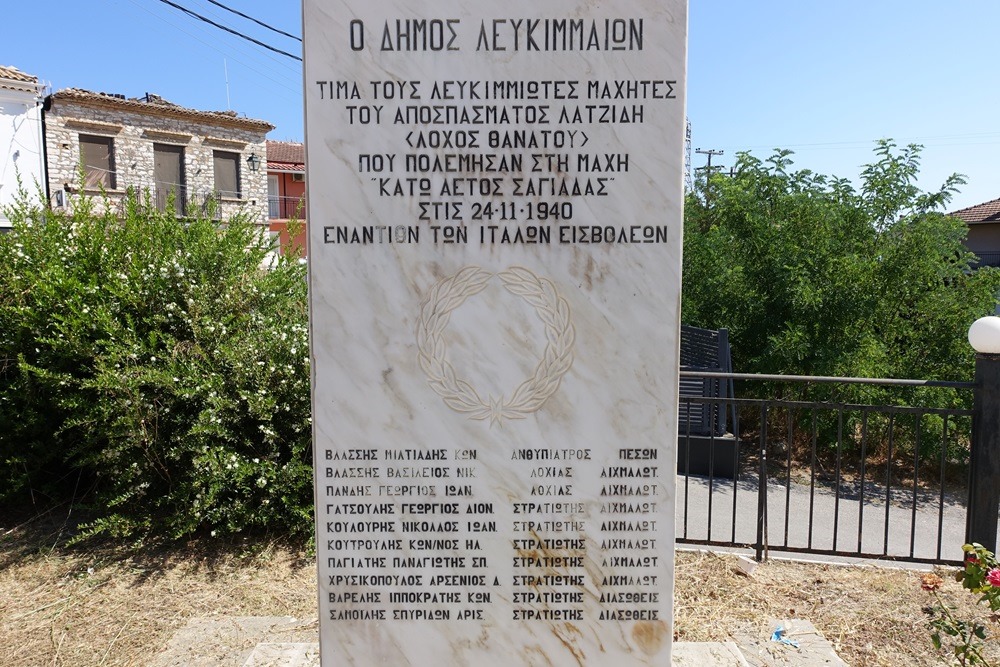 Ο ΔΗΜΟΣ ΛΕΥΚΙΜΜΑΙΩΝ
ΤΙΜΑ ΤΟΥΣ ΛΕΥΚΙΜΜΙΩΤΕΣ ΜΑΧΗΤΕΣ
ΤΟΥ ΑΠΟΣΠΑΣΜΑΤΟΣ ΛΑΤΖΙΔΗ
<ΛΟΧΟΣ ΘΑΝΑΤΟΥ>
ΠΟΥ ΠΟΛΕΜΗΣΑΝ ΣΤΗ ΜΑΧΗ
"ΚΑΤΩ ΑΕΤΟΣ ΣΑΓΙΑΔΑΣ"
ΣΤΙΣ 24·11·1940
ΕΝΑΝΤΙΟΝ ΤΩΝ ΙΤΑΛΩΝ ΕΙΣΒΟΛΕΩΝ
ΒΛΑΣΣΗΣ ΜΙΛΤΙΑΔΗΣ ΚΩΝ. ΑΝΘΥΠΙΑΤΡΟΣ ΠΕΣΩΝ
ΒΛΑΣΣΗΣ ΒΑΣΙΛΕΙΟΣ ΝΙΚ. ΛΟΧΙΑΣ ΑΙΧΜΑΛΩΤ.
ΠΑΝΔΗΣ ΓΕΩΡΓΙΟΣ ΙΩΑΝ. ΛΟΧΙΑΣ ΑΙΧΜΑΛΩΤ.
ΓΑΤΣΟΥΛΗΣ ΓΕΩΡΓΙΟΣ ΔΙΟΝ. ΣΤΡΑΤΙΩΤΗΣ ΑΙΧΜΑΛΩΤ.
ΚΟΥΛΟΥΡΗΣ ΝΙΚΟΛΑΟΣ ΙΩΑΝ. ΣΤΡΑΤΙΩΤΗΣ ΑΙΧΜΑΛΩΤ.
ΚΟΥΤΡΟΥΛΗΣ ΚΩΝ/ΝΟΣ ΗΛ. ΣΤΡΑΤΙΩΤΗΣ ΑΙΧΜΑΛΩΤ.
ΠΑΓΙΑΤΗΣ ΠΑΝΑΓΙΩΤΗΣ ΣΠ. ΣΤΡΑΤΙΩΤΗΣ ΑΙΧΜΑΛΩΤ.
ΧΡΥΣΙΚΟΠΟΥΛΟΣ ΑΡΣΕΝΙΟΣ Δ. ΣΤΡΑΤΙΩΤΗΣ ΑΙΧΜΑΛΩΤ.
ΒΑΡΕΛΗΣ ΙΠΠΟΚΡΑΤΗΣ ΚΩΝ. ΣΤΡΑΤΙΩΤΗΣ ΔΙΑΣΩΘΕΙΣ
ΣΑΜΟΙΛΗΣ ΣΠΥΡΙΔΩΝ ΑΡΙΣ. ΣΤΡΑΤΙΩΤΗΣ ΔΙΑΣΩΘΕΙΣ